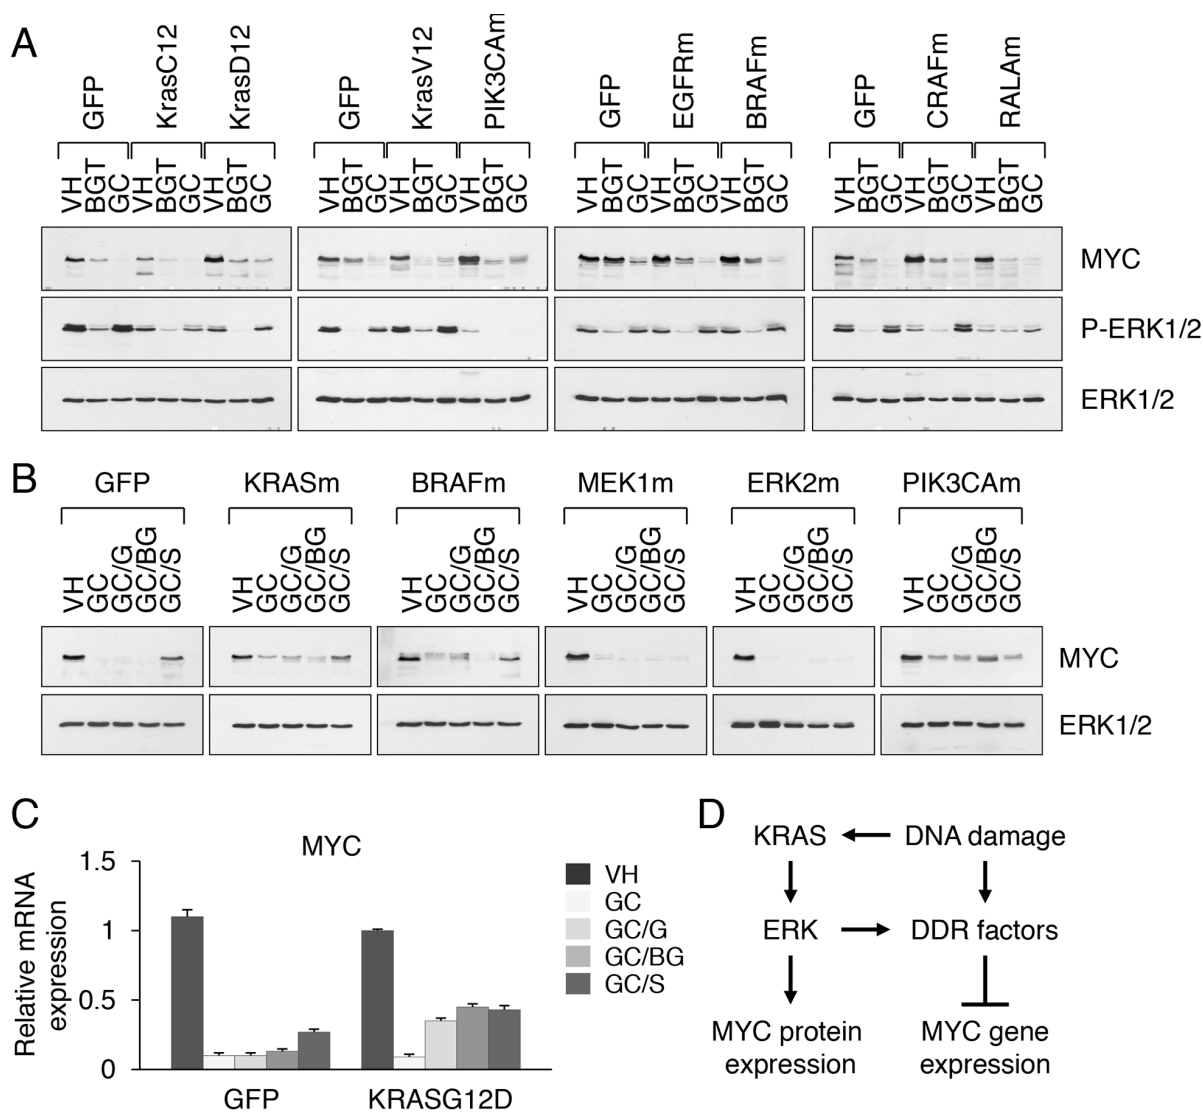 A
GFP KrasC12 KrasD12 GFP KrasV12 PIK3CAm GFP EGFRm BRAFm GFP CRAFm RALAm
VH BGT GC VH BGT GC VH BGT GC VH BGT GC VH BGT GC VH BGT GC VH BGT GC VH BGT GC VH BGT GC VH BGT GC VH BGT GC VH BGT GC
MYC
P-ERK1/2
ERK1/2
B
GFP KRASm BRAFm MEK1m ERK2m PIK3CAm
VH GC GC/G GC/BG GC/S VH GC GC/G GC/BG GC/S VH GC GC/G GC/BG GC/S VH GC GC/G GC/BG GC/S VH GC GC/G GC/BG GC/S VH GC GC/G GC/BG GC/S
MYC
ERK1/2
C
MYC
Relative mRNA
expression
1.5
1
0.5
0
GFP KRASG12D
VH
GC
GC/G
GC/BG
GC/S
D
KRAS DNA damage
ERK DDR factors
MYC protein
expression
MYC gene
expression